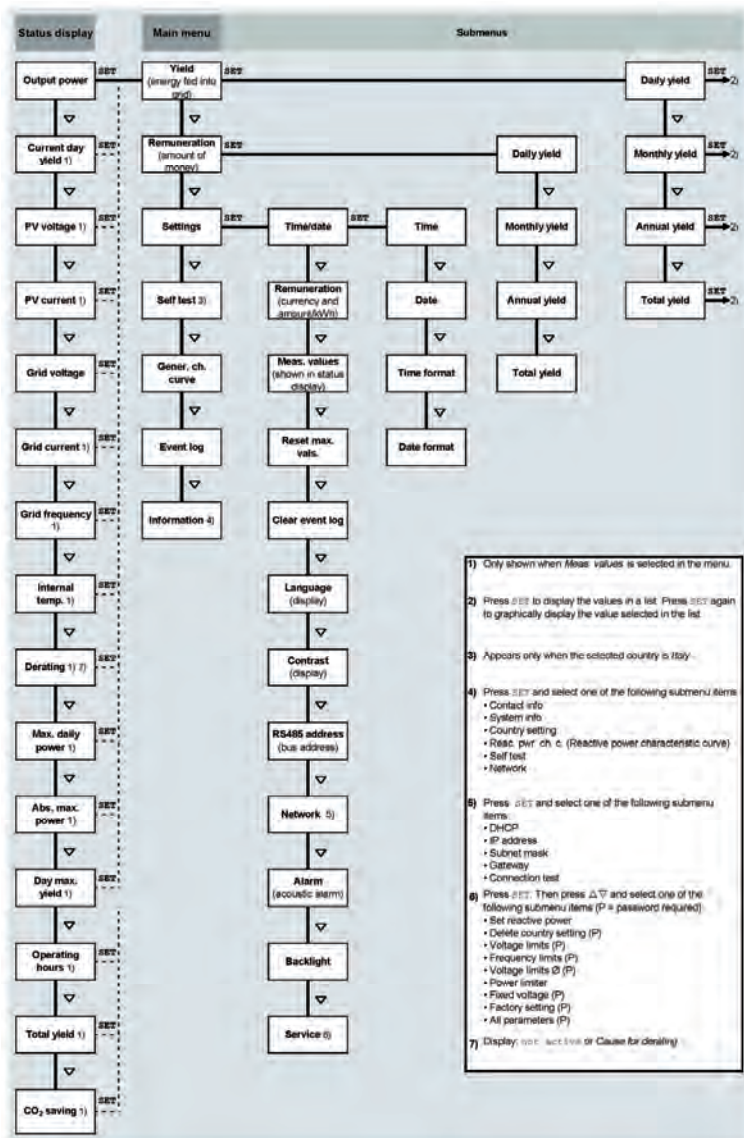 Status display
Main menu
Submenus
Output power
SET
Yield
(energy fed into
grid)
SET
Daily yield
SET
2)
Current day
yield 1)
SET
Remuneration
(amount of
money)
SET
Daily yield
Monthly yield
SET
2)
PV voltage 1)
SET
Settings
SET
Time/date
SET
Time
Monthly yield
Annual yield
SET
2)
PV current 1)
SET
Self test 3)
Remuneration
(currency and
amount/kWh)
Date
Annual yield
Total yield
SET
2)
Grid voltage
SET
Gener. ch.
curve
Meas. values
(shown in status
display)
Time format
Total yield
Grid current 1)
SET
Event log
Reset max.
vals.
Date format
Grid frequency
1)
SET
Information 4)
Clear event log
Internal
temp. 1)
SET
Language
(display)
Derating 1) 7)
SET
Contrast
(display)
Max. daily
power 1)
SET
RS485 address
(bus address)
Abs. max.
power 1)
SET
Network 5)
Day max.
yield 1)
SET
Alarm
(acoustic alarm)
Operating
hours 1)
SET
Backlight
Total yield 1)
SET
Service 6)
CO₂ saving 1)
SET
1) Only shown when Meas. values is selected in the menu.
2) Press SET to display the values in a list. Press SET again
to graphically display the value selected in the list
3) Appears only when the selected country is Italy.
4) Press SET and select one of the following submenu items
• Contact info
• System info
• Country setting
• Reac. pwr. ch. c. (Reactive power characteristic curve)
• Self test
• Network
5) Press SET and select one of the following submenu
items:
• DHCP
• IP address
• Subnet mask
• Gateway
• Connection test
6) Press SET. Then press △▽ and select one of the
following submenu items (P = password required)
• Set reactive power
• Delete country setting (P)
• Voltage limits (P)
• Frequency limits (P)
• Voltage limits Ø (P)
• Power limiter
• Fixed voltage (P)
• Factory setting (P)
• All parameters (P)
7) Display: not active or Cause for derating